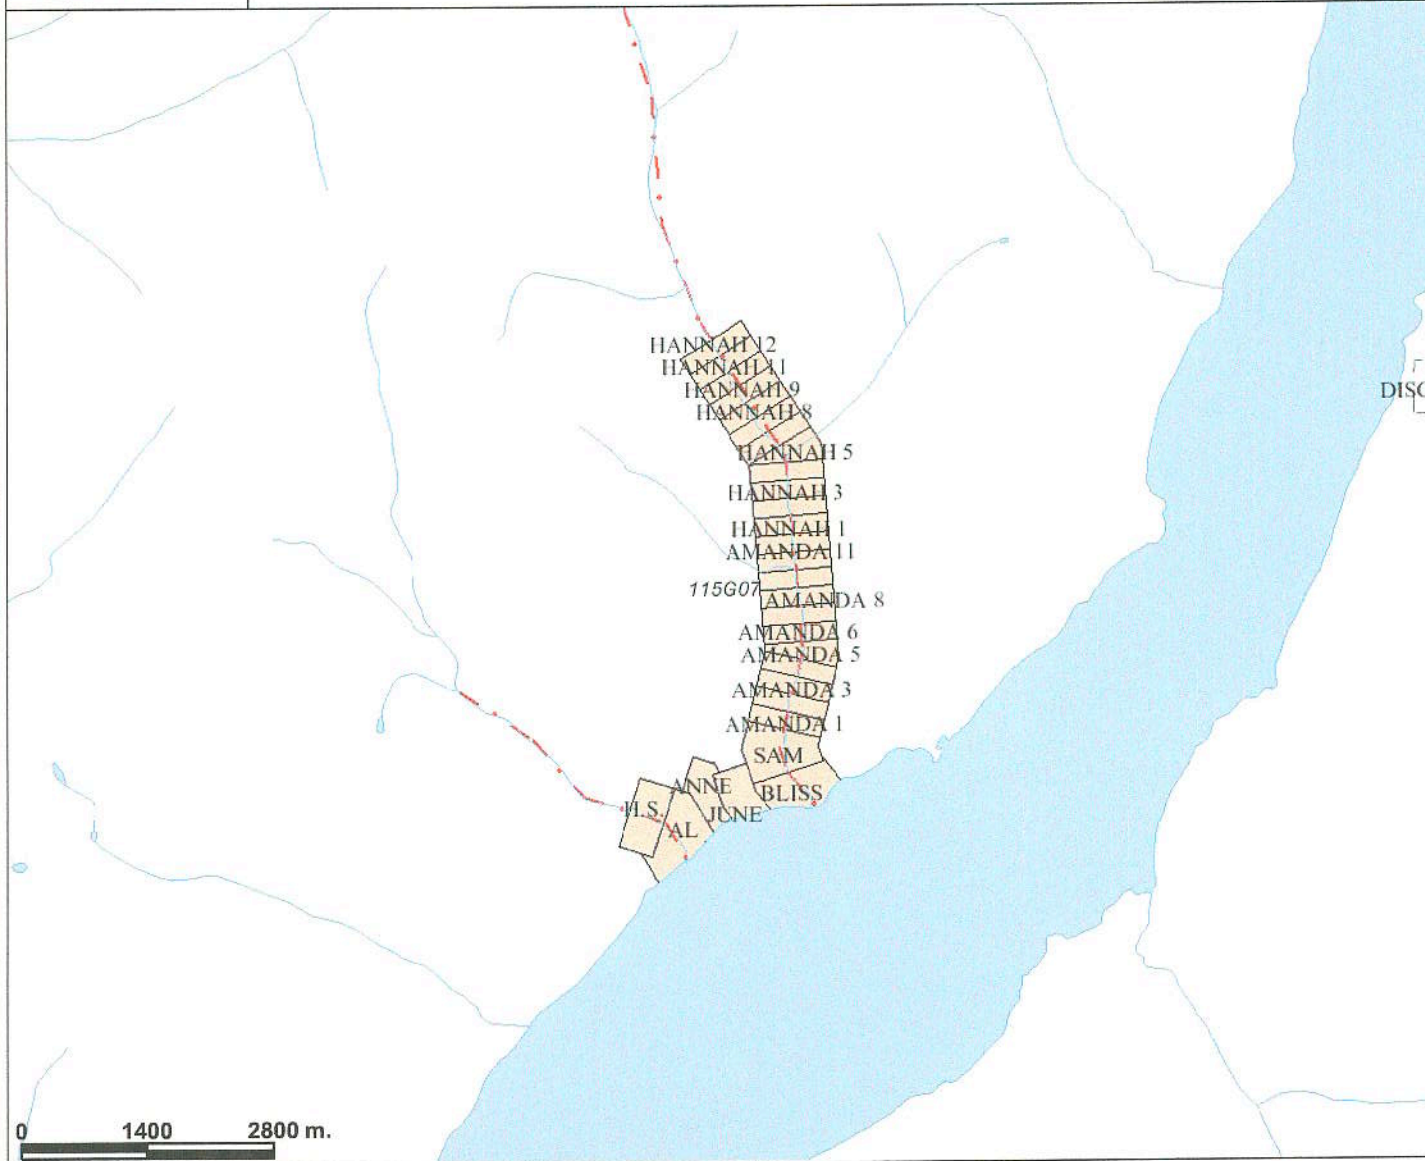 HANNAH 12
HANNAH 11
HANNAH 9
DISC
HANNAH 8
HANNAH 5
HANNAH 3
HANNAH 1
AMANDA 11
115G07
AMANDA 8
AMANDA 6
AMANDA 5
AMANDA 3
AMANDA 1
SAM
ANNE
BLISS
H.S.
JUNE
AL
0 1400 2800 m.